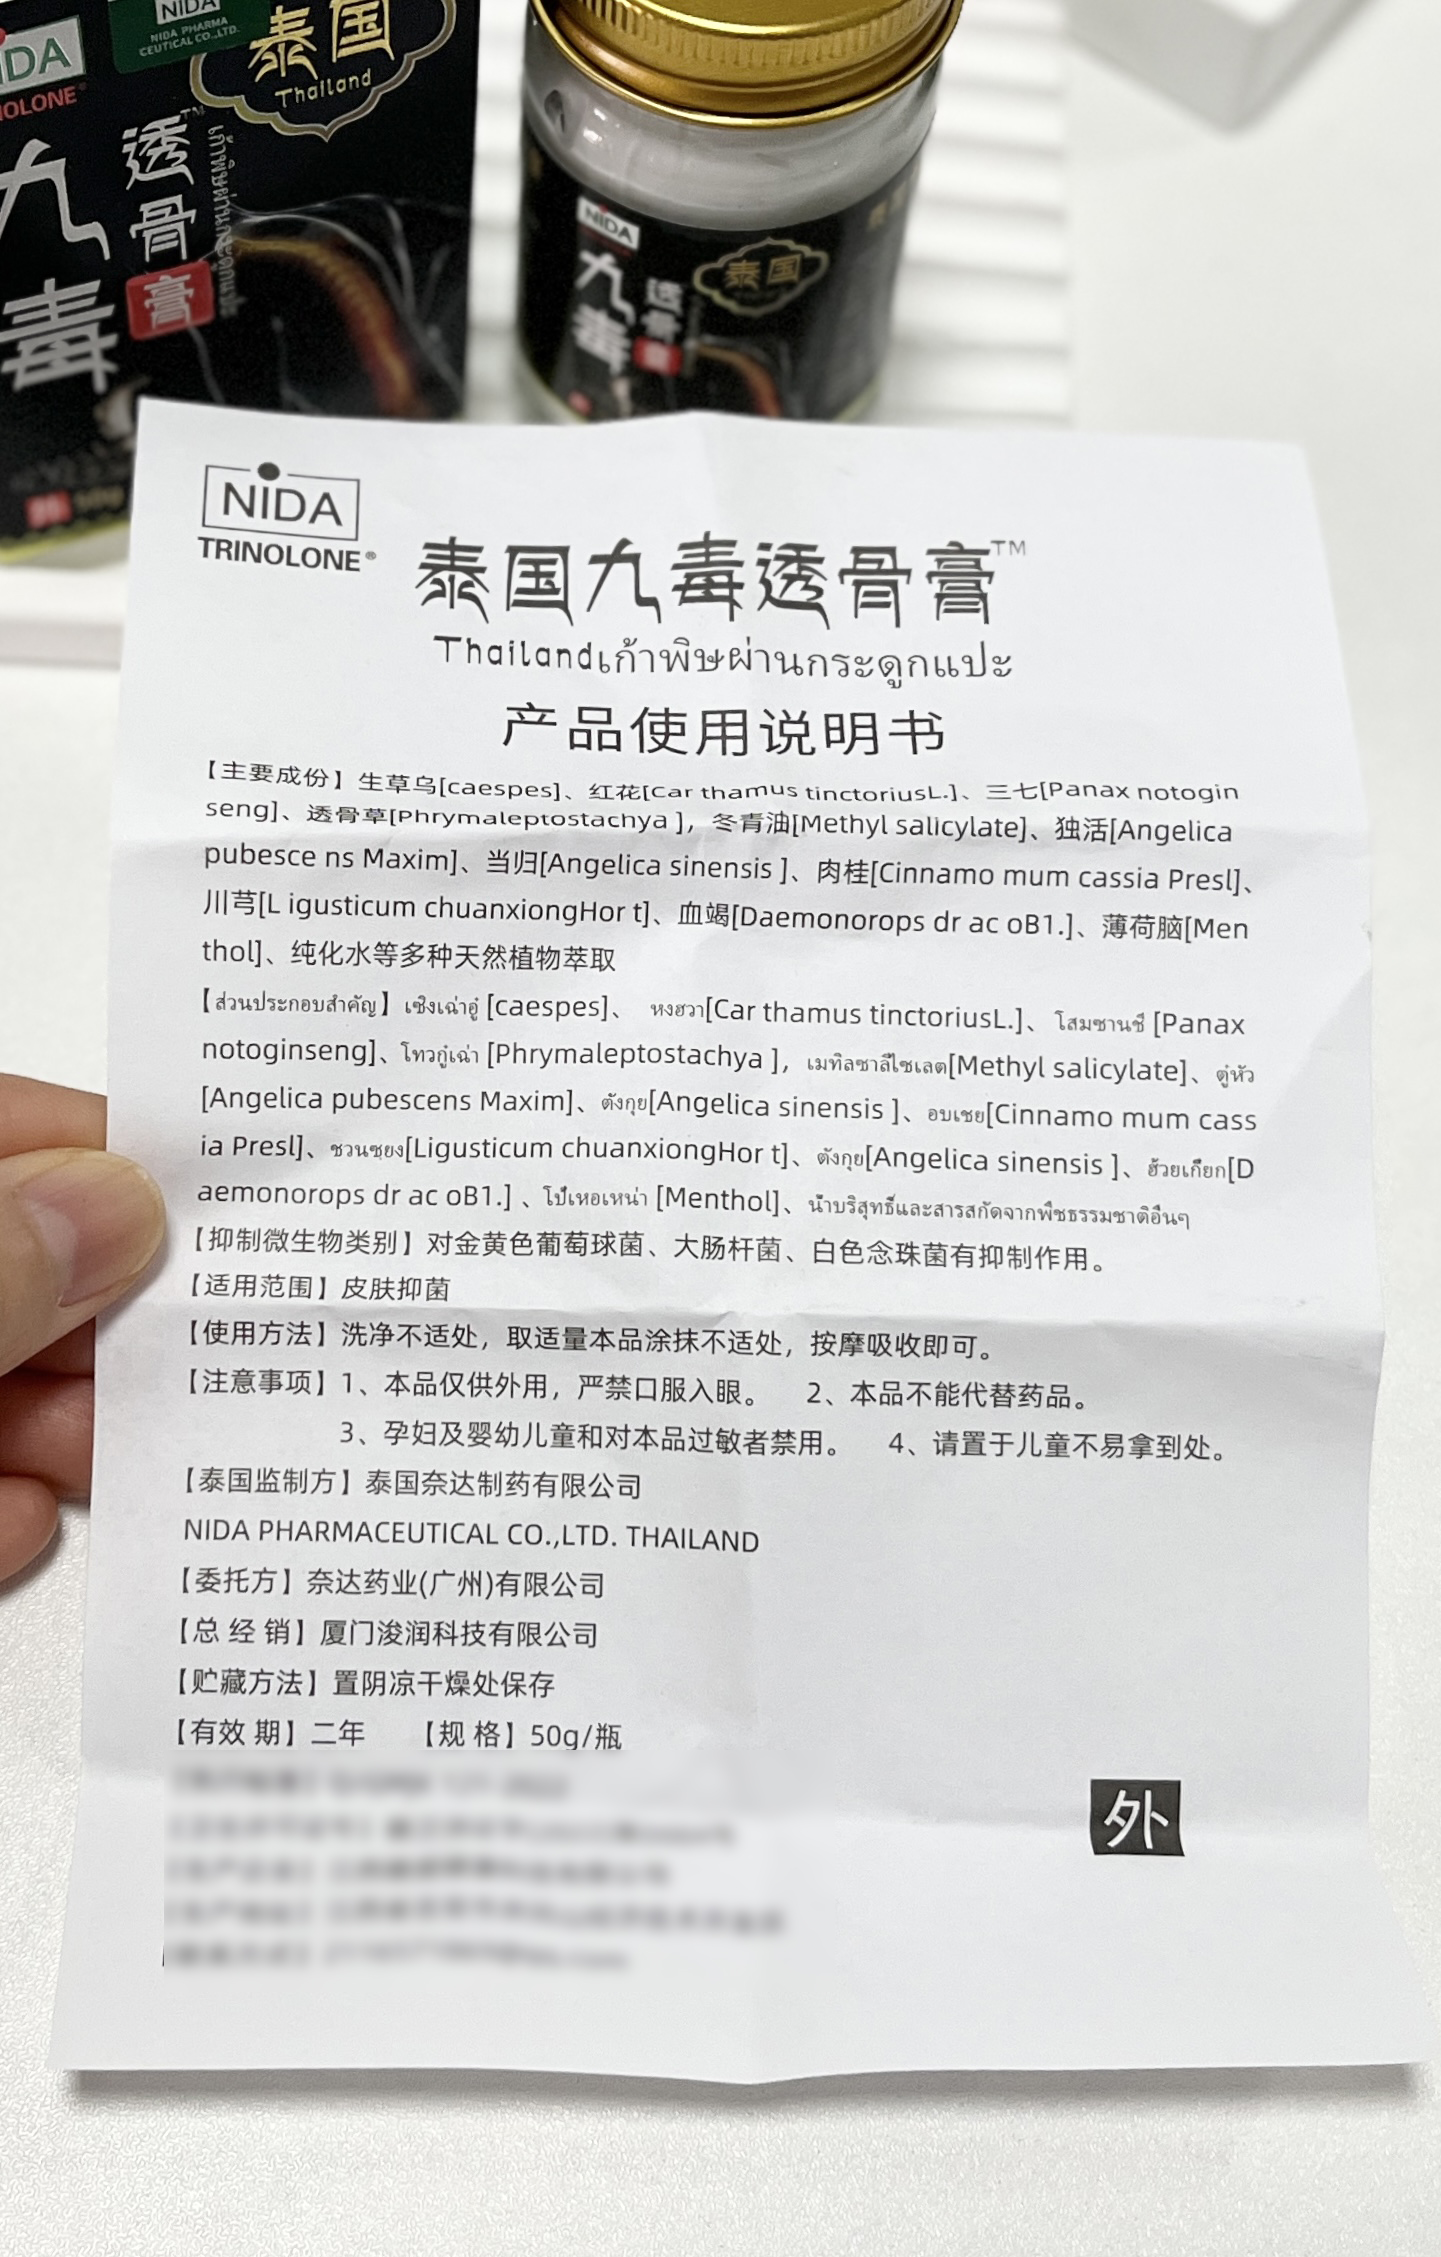 NIDA
NIDA PHARMA
CEUTICAL CO.,LTD.
泰国
Thailand
九毒
透骨膏
NIDA
九毒
透骨膏
泰国
NIDA
TRINOLONE®
泰国九毒透骨膏™
Thailandเก้าพิษผ่านกระดูกแปะ
产品使用说明书
【主要成份】生草乌[caespes]、红花[Car thamus tinctoriusL.]、三七[Panax notogin
seng]、透骨草[Phrymaleptostachya ]，冬青油[Methyl salicylate]、独活[Angelica
pubesce ns Maxim]、当归[Angelica sinensis ]、肉桂[Cinnamo mum cassia Presl]、
川芎[L igusticum chuanxiongHor t]、血竭[Daemonorops dr ac oB1.]、薄荷脑[Men
thol]、纯化水等多种天然植物萃取
【ส่วนประกอบสำคัญ】เซิงเฉ่าอู๋ [caespes]、 หงฮวา[Car thamus tinctoriusL.]、โสมซานชี [Panax
notoginseng]、โทวกู๋เฉ่า [Phrymaleptostachya ]，เมทิลซาลิไซเลต[Methyl salicylate]、ตู๋หัว
[Angelica pubescens Maxim]、ตังกุย[Angelica sinensis ]、อบเชย[Cinnamo mum cass
ia Presl]、ชวนซฺยง[Ligusticum chuanxiongHor t]、ตังกุย[Angelica sinensis ]、ฮ้วยเกียก[D
aemonorops dr ac oB1.] 、โป๋เหอเหน่า [Menthol]、น้ำบริสุทธิ์และสารสกัดจากพืชธรรมชาติอื่นๆ
【抑制微生物类别】对金黄色葡萄球菌、大肠杆菌、白色念珠菌有抑制作用。
【适用范围】皮肤抑菌
【使用方法】洗净不适处，取适量本品涂抹不适处，按摩吸收即可。
【注意事项】1、本品仅供外用，严禁口服入眼。 2、本品不能代替药品。
3、孕妇及婴幼儿童和对本品过敏者禁用。 4、请置于儿童不易拿到处。
【泰国监制方】泰国奈达制药有限公司
NIDA PHARMACEUTICAL CO.,LTD. THAILAND
【委托方】奈达药业(广州)有限公司
【总 经 销】厦门浚润科技有限公司
【贮藏方法】置阴凉干燥处保存
【有效 期】二年 【规 格】50g/瓶
外